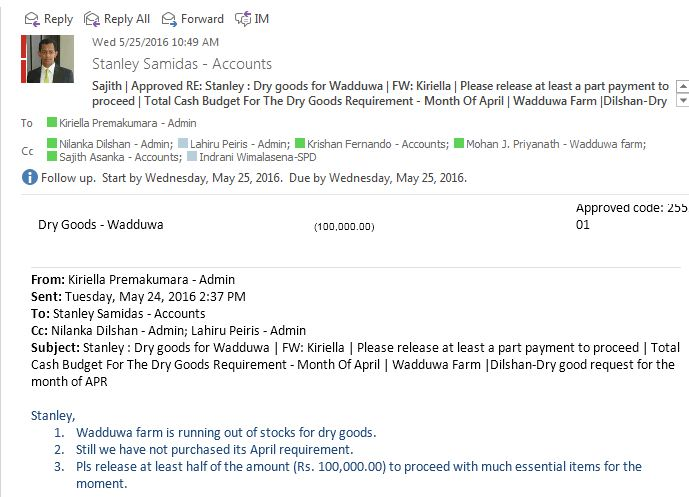 Reply Reply All Forward IM
Wed 5/25/2016 10:49 AM
Stanley Samidas - Accounts
Sajith | Approved RE: Stanley : Dry goods for Wadduwa | FW: Kiriella | Please release at least a part payment to
proceed | Total Cash Budget For The Dry Goods Requirement - Month Of April | Wadduwa Farm |Dilshan-Dry
To Kiriella Premakumara - Admin
Cc Nilanka Dilshan - Admin; Lahiru Peiris - Admin; Krishan Fernando - Accounts; Mohan J. Priyanath - Wadduwa farm;
Sajith Asanka - Accounts; Indrani Wimalasena-SPD
Follow up. Start by Wednesday, May 25, 2016. Due by Wednesday, May 25, 2016.
Approved code: 255
Dry Goods - Wadduwa (100,000.00) 01
From: Kiriella Premakumara - Admin
Sent: Tuesday, May 24, 2016 2:37 PM
To: Stanley Samidas - Accounts
Cc: Nilanka Dilshan - Admin; Lahiru Peiris - Admin
Subject: Stanley : Dry goods for Wadduwa | FW: Kiriella | Please release at least a part payment to proceed | Total
Cash Budget For The Dry Goods Requirement - Month Of April | Wadduwa Farm |Dilshan-Dry good request for the
month of APR
Stanley,
1. Wadduwa farm is running out of stocks for dry goods.
2. Still we have not purchased its April requirement.
3. Pls release at least half of the amount (Rs. 100,000.00) to proceed with much essential items for the
moment.